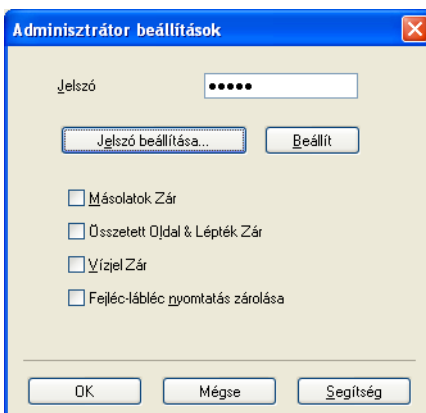 Adminisztrátor beállítások
Jelszó •••••
Jelszó beállítása... Beállít
Másolatok Zár
Összetett Oldal & Lépték Zár
Vízjel Zár
Fejléc-lábléc nyomtatás zárolása
OK Mégse Segítség